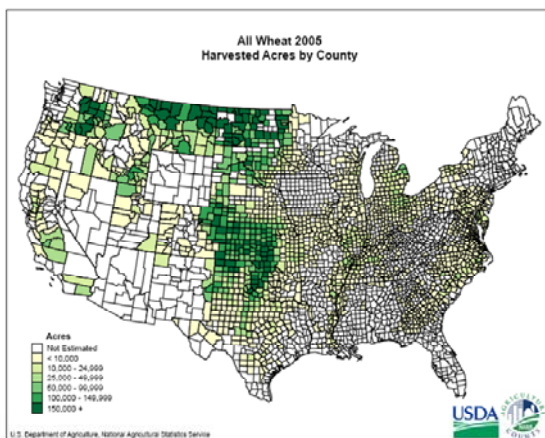 All Wheat 2005
Harvested Acres by County
Acres
Not Estimated
< 10,000
10,000 - 24,999
25,000 - 49,999
50,000 - 99,999
100,000 - 149,999
150,000 +
U.S. Department of Agriculture, National Agricultural Statistics Service
USDA
AGRICULTURE
COUNTS